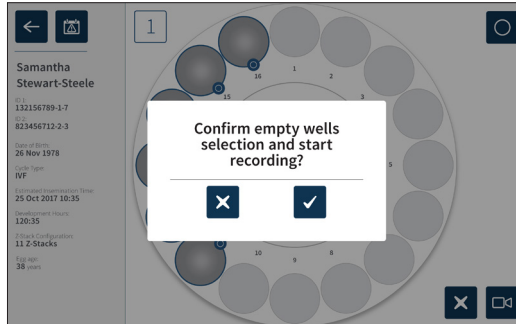 1
Samantha
Stewart-Steele
ID 1:
132156789-1-7
ID 2:
823456712-2-3
Date of Birth:
26 Nov 1978
Cycle Type:
IVF
Estimated Insemination Time:
25 Oct 2017 10:35
Development Hours:
120:35
Z-Stack Configuration:
11 Z-Stacks
Egg age:
38 years
16
1
2
15
3
Confirm empty wells
selection and start
recording?
5
10
9
8